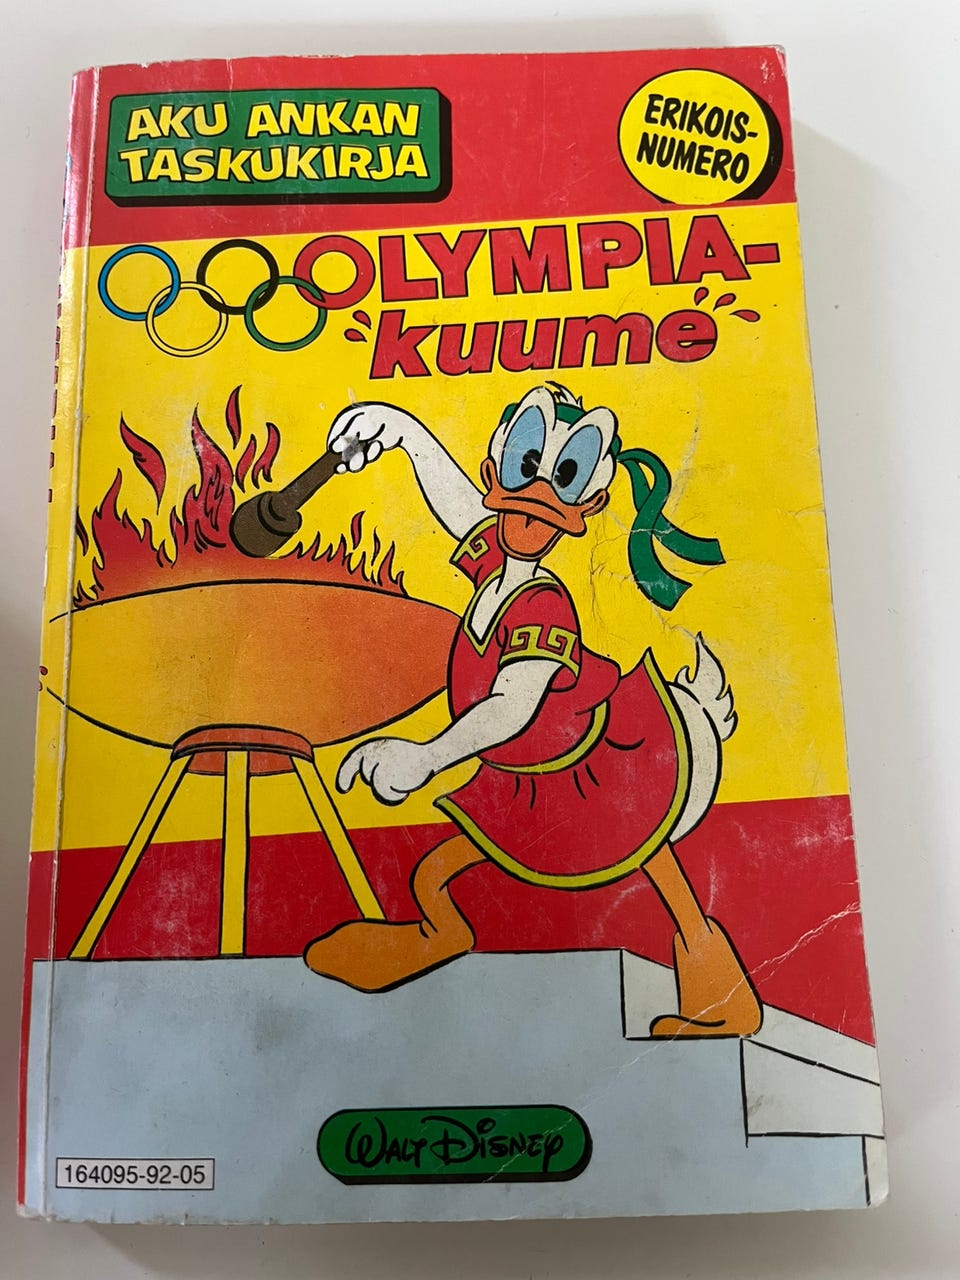 AKU ANKAN
TASKUKIRJA
ERIKOIS-
NUMERO
OLYMPIA-
kuume
WALT DISNEY
164095-92-05